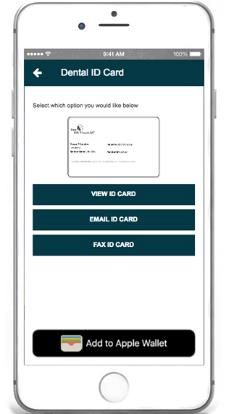 9:41 AM
100%
Dental ID Card
Select which option you would like below
VIEW ID CARD
EMAIL ID CARD
FAX ID CARD
Add to Apple Wallet